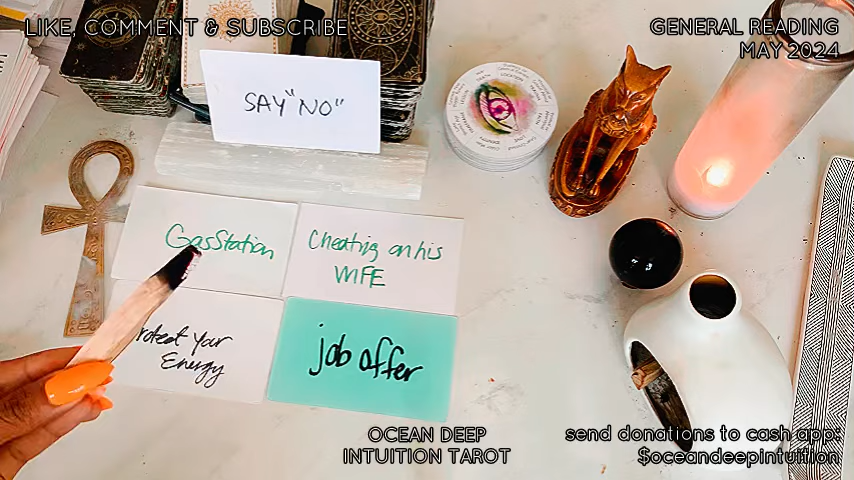 LIKE, COMMENT & SUBSCRIBE
GENERAL READING
MAY 2024
SAY "NO"
GasStation
Cheating on his
WIFE
Your
Energy
job offer
OCEAN DEEP
INTUITION TAROT
send donations to cash app:
$oceandeepintuition